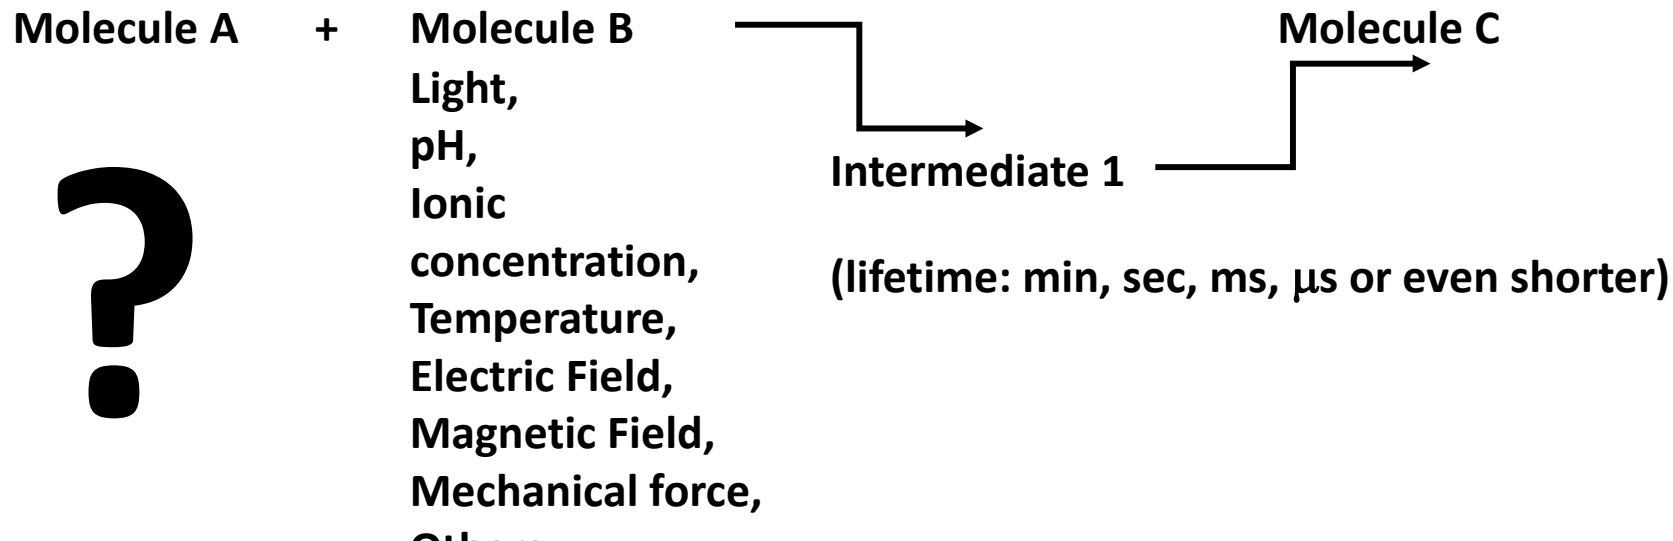 Molecule A + Molecule B Molecule C
Light,
pH,
Intermediate 1
Ionic
concentration,
(lifetime: min, sec, ms, μs or even shorter)
Temperature,
Electric Field,
Magnetic Field,
Mechanical force,
?